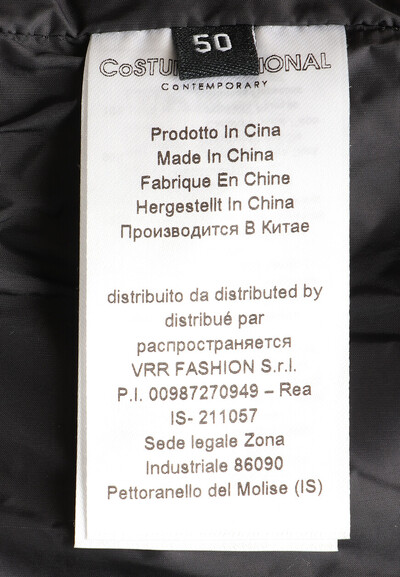 50
CONTEMPORARY
Prodotto In Cina
Made In China
Fabrique En Chine
Hergestellt In China
Производится В Китае
distribuito da distributed by
distribué par
распространяется
VRR FASHION S.r.l.
P.I. 00987270949 – Rea
IS- 211057
Sede legale Zona
Industriale 86090
Pettoranello del Molise (IS)